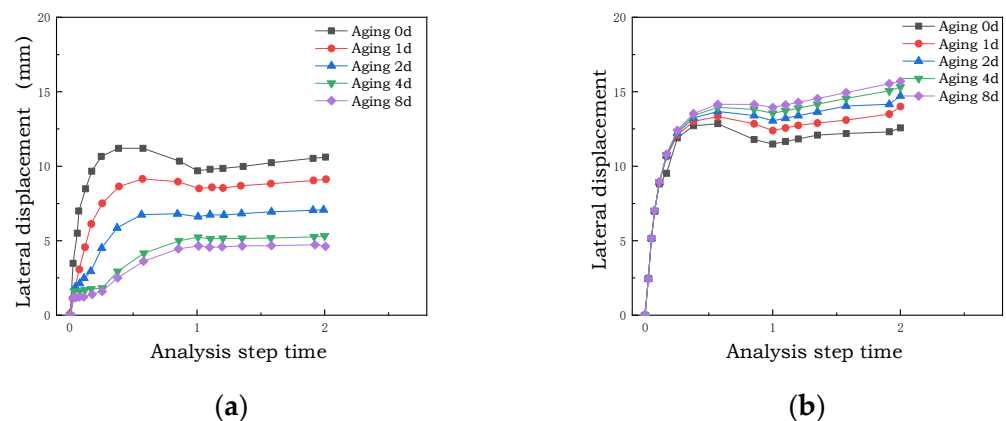 20
15
10
5
0
0
1
2
Lateral displacement (mm)
Analysis step time
Aging 0d
Aging 1d
Aging 2d
Aging 4d
Aging 8d
(a)
20
15
10
5
0
0
1
2
Lateral displacement
Analysis step time
Aging 0d
Aging 1d
Aging 2d
Aging 4d
Aging 8d
(b)